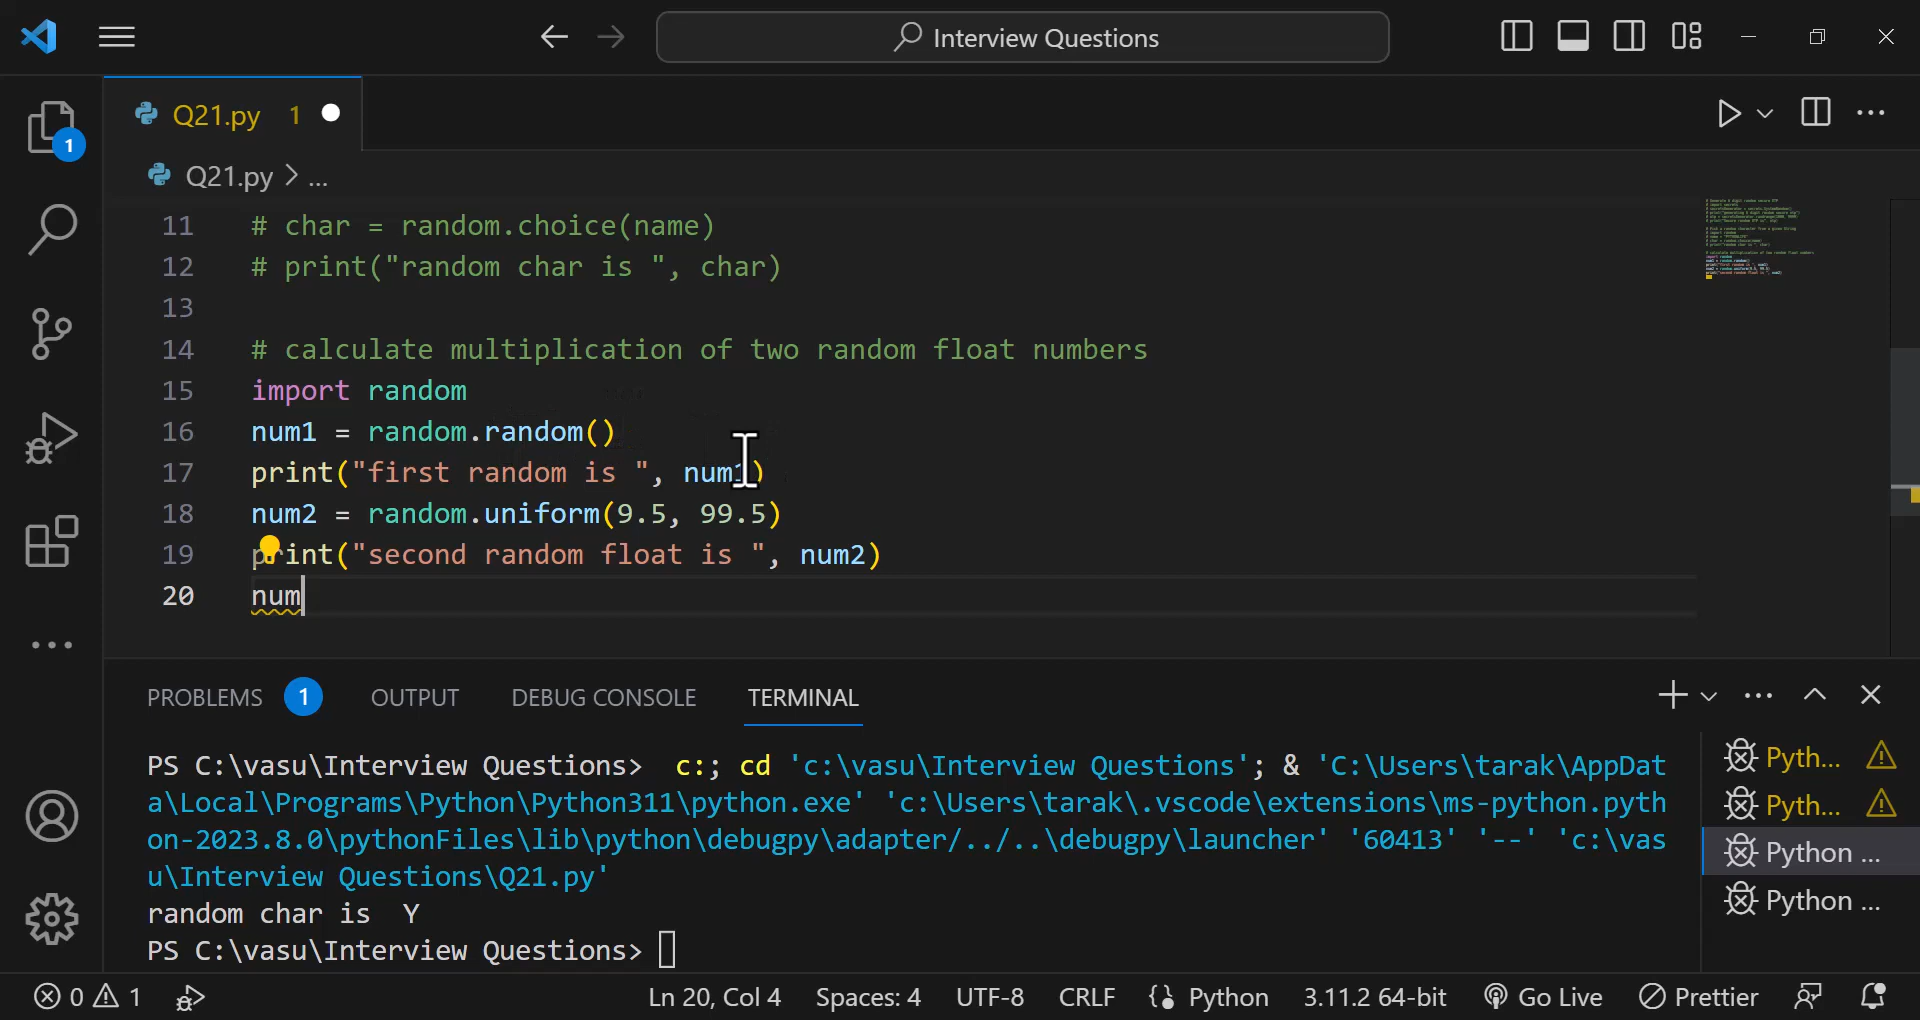 Interview Questions
Q21.py 1
Q21.py > ...
1
11 # char = random.choice(name)
12 # print("random char is ", char)
13
14 # calculate multiplication of two random float numbers
15 import random
16 num1 = random.random()
17 print("first random is ", num1)
18 num2 = random.uniform(9.5, 99.5)
19 print("second random float is ", num2)
20 num
PROBLEMS 1 OUTPUT DEBUG CONSOLE TERMINAL
PS C:\vasu\Interview Questions>  c:; cd 'c:\vasu\Interview Questions'; & 'C:\Users\tarak\AppDat
a\Local\Programs\Python\Python311\python.exe' 'c:\Users\tarak\.vscode\extensions\ms-python.pyth
on-2023.8.0\pythonFiles\lib\python\debugpy\adapter/../..\debugpy\launcher' '60413' '--' 'c:\vas
u\Interview Questions\Q21.py'
random char is  Y
PS C:\vasu\Interview Questions>
Pyth...
Pyth...
Python ...
Python ...
0 1 Ln 20, Col 4 Spaces: 4 UTF-8 CRLF Python 3.11.2 64-bit Go Live Prettier